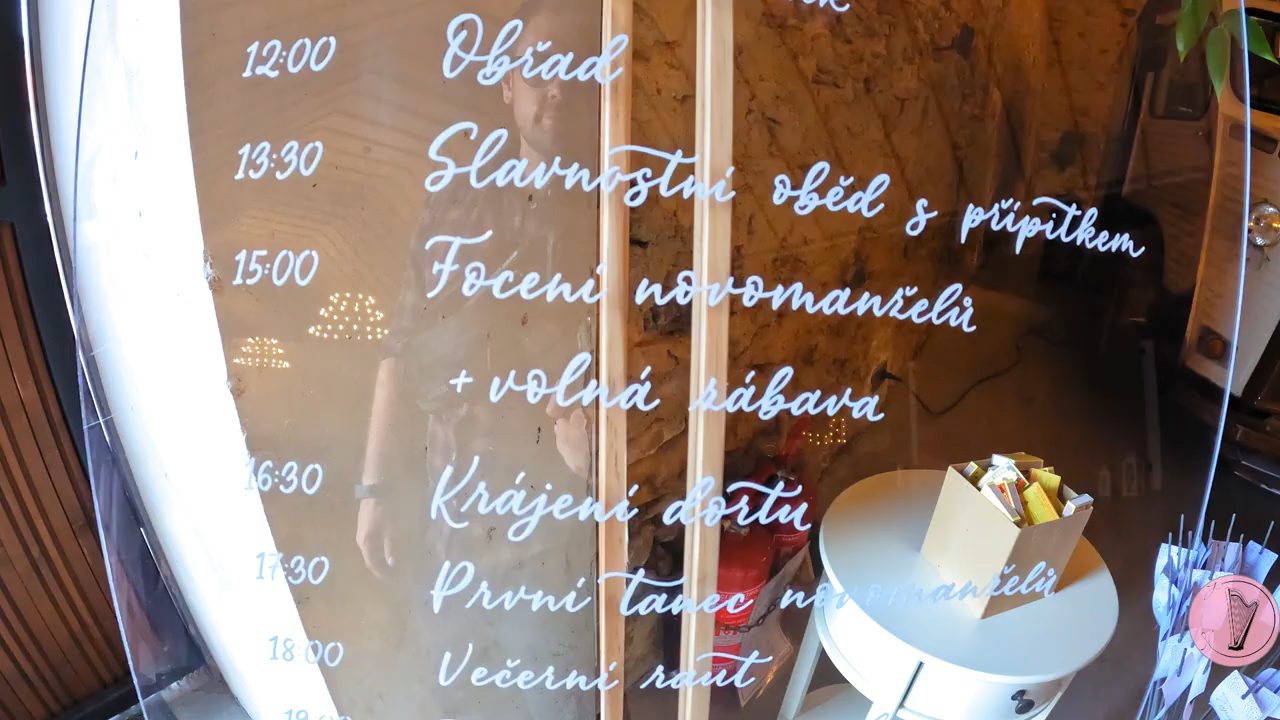 12:00 Obřad
13:30 Slavnostní oběd s přípitkem
15:00 Focení novomanželů
+ volná zábava
16:30 Krájení dortu
17:30 První tanec novomanželů
18:00 Večerní raut